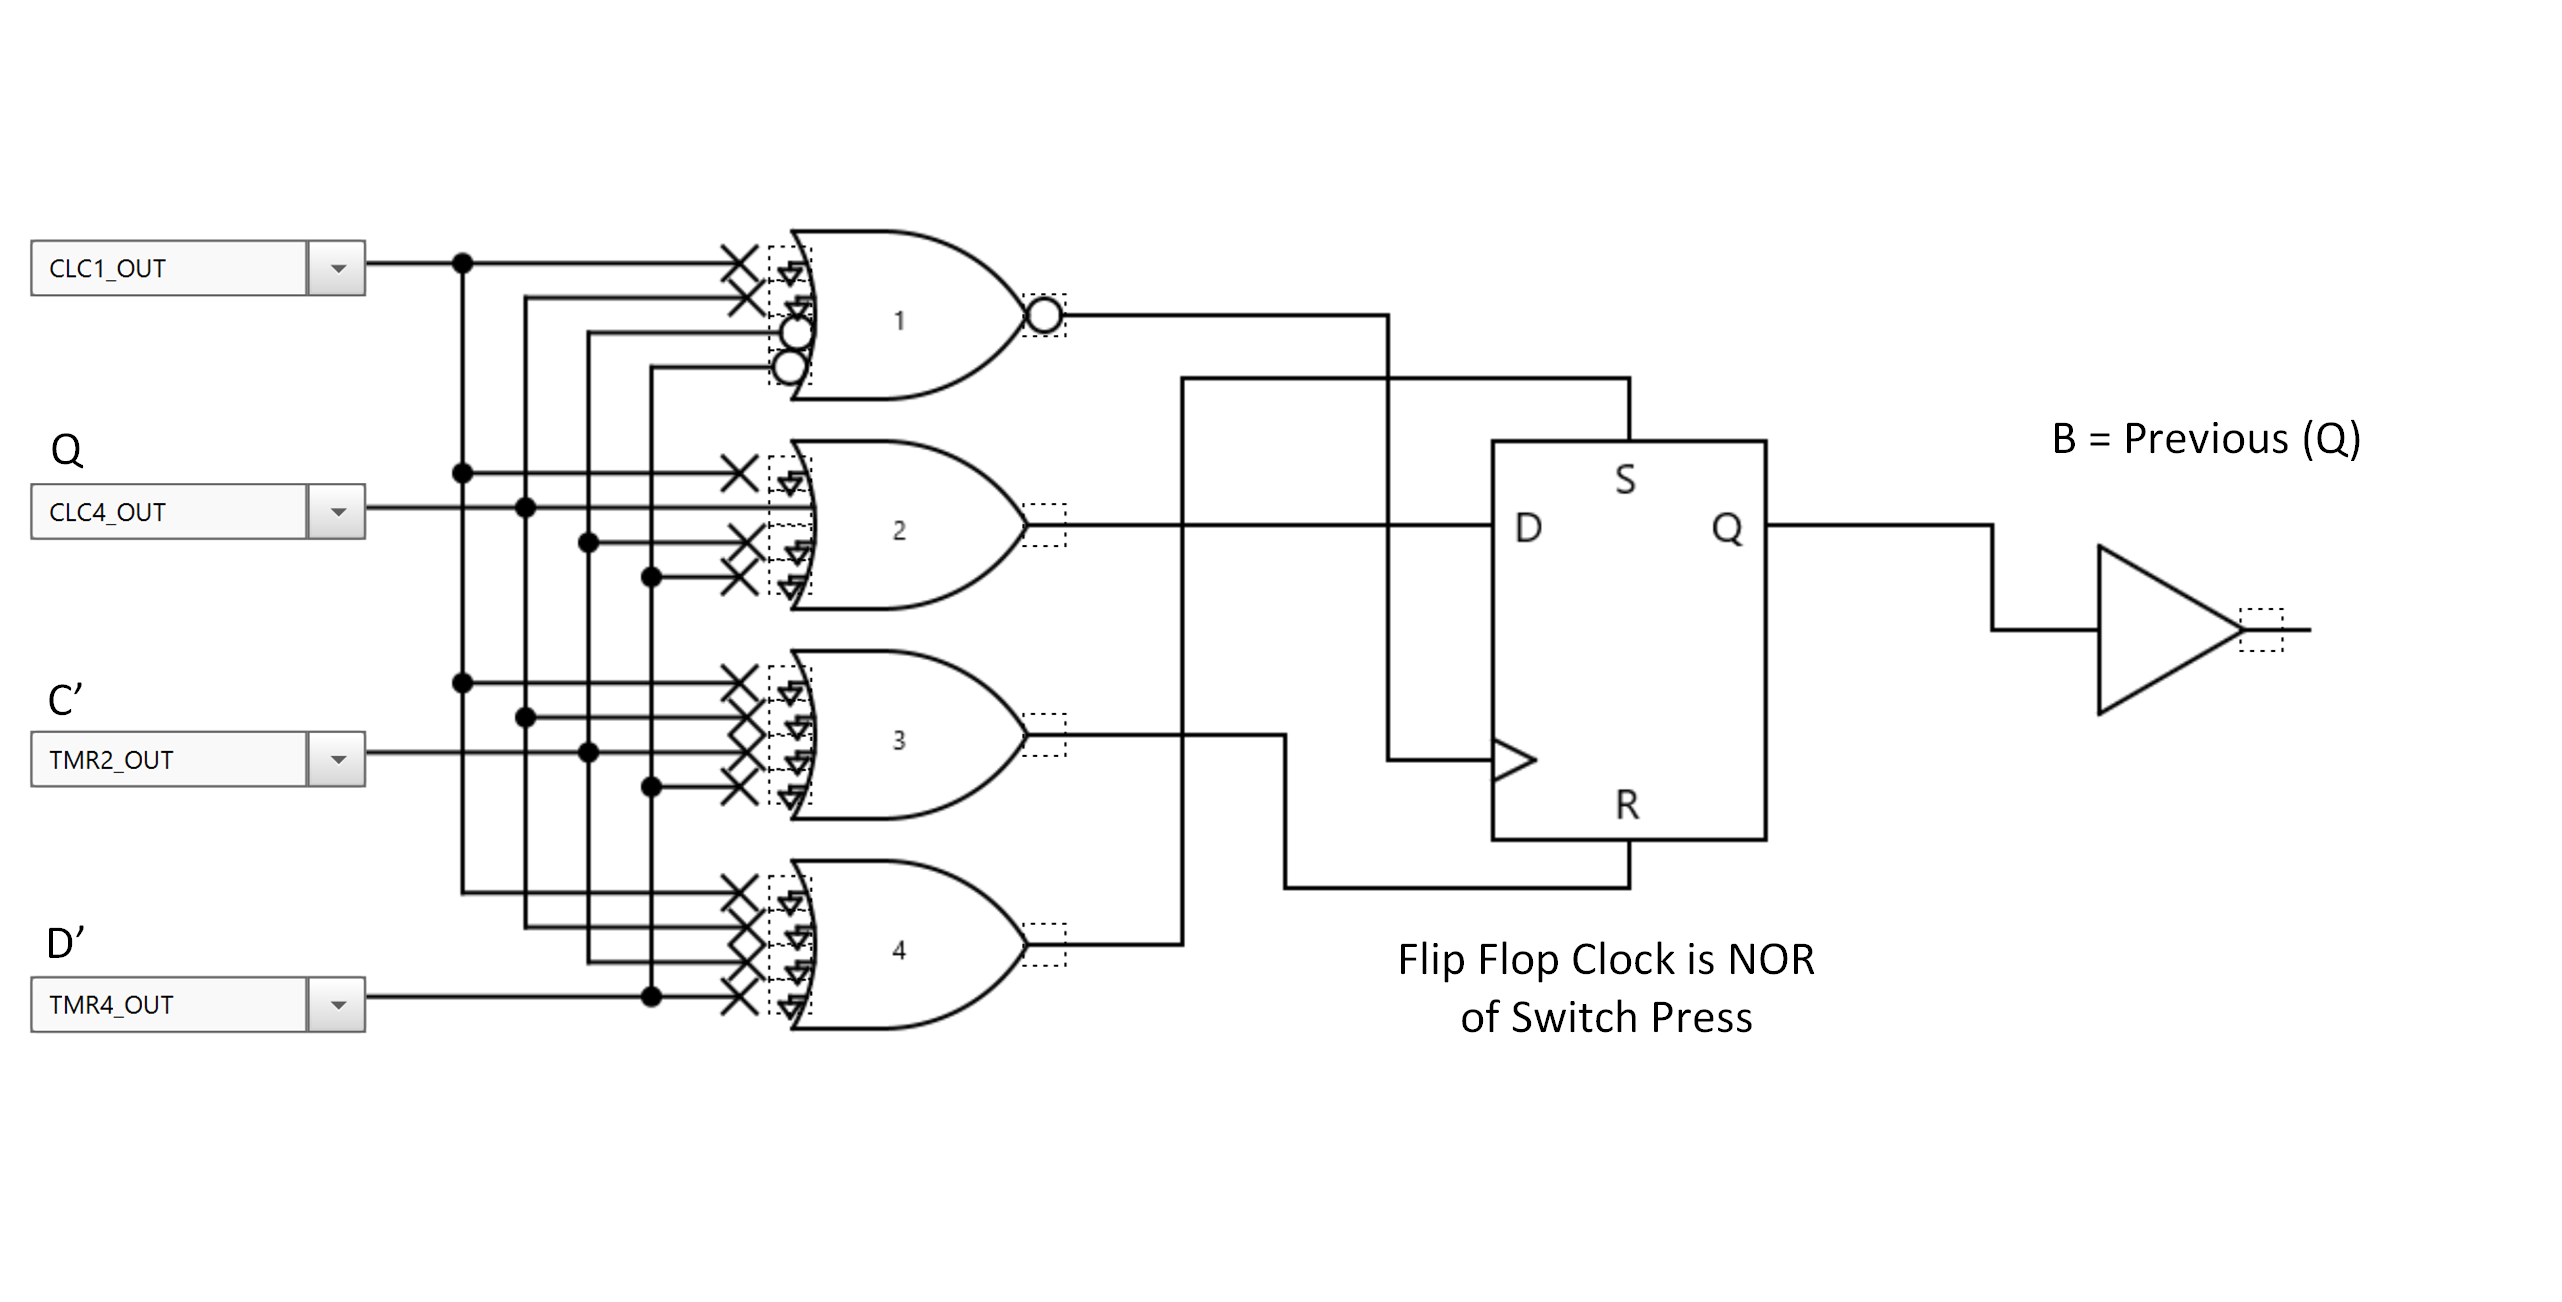 CLC1_OUT
1
Q
CLC4_OUT
2
D
S
Q
R
B = Previous (Q)
C’
TMR2_OUT
3
D’
TMR4_OUT
4
Flip Flop Clock is NOR
of Switch Press